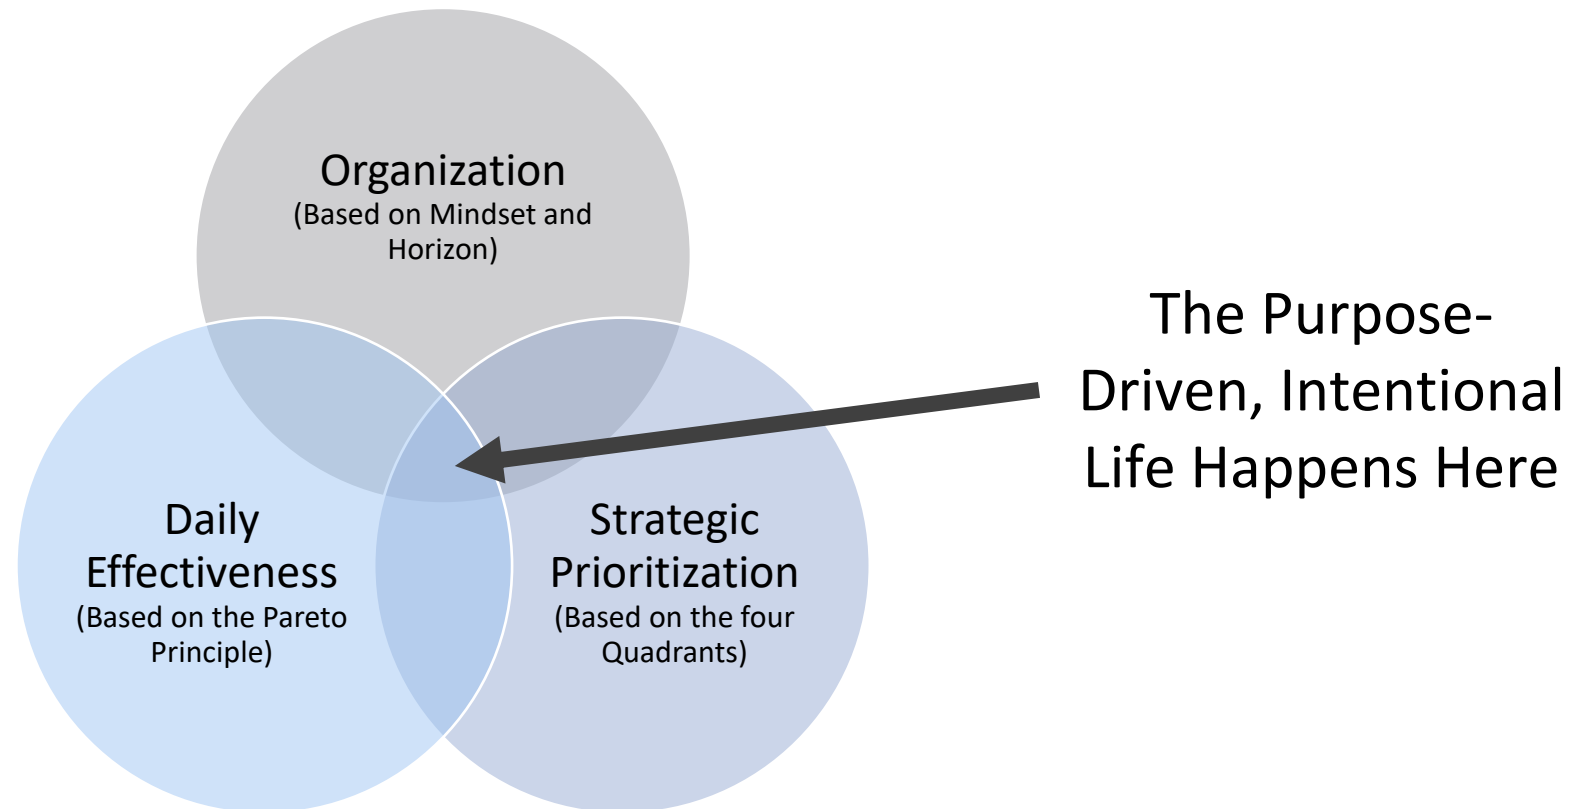 Organization
(Based on Mindset and
Horizon)
Daily
Effectiveness
(Based on the Pareto
Principle)
Strategic
Prioritization
(Based on the four
Quadrants)
The Purpose-
Driven, Intentional
Life Happens Here